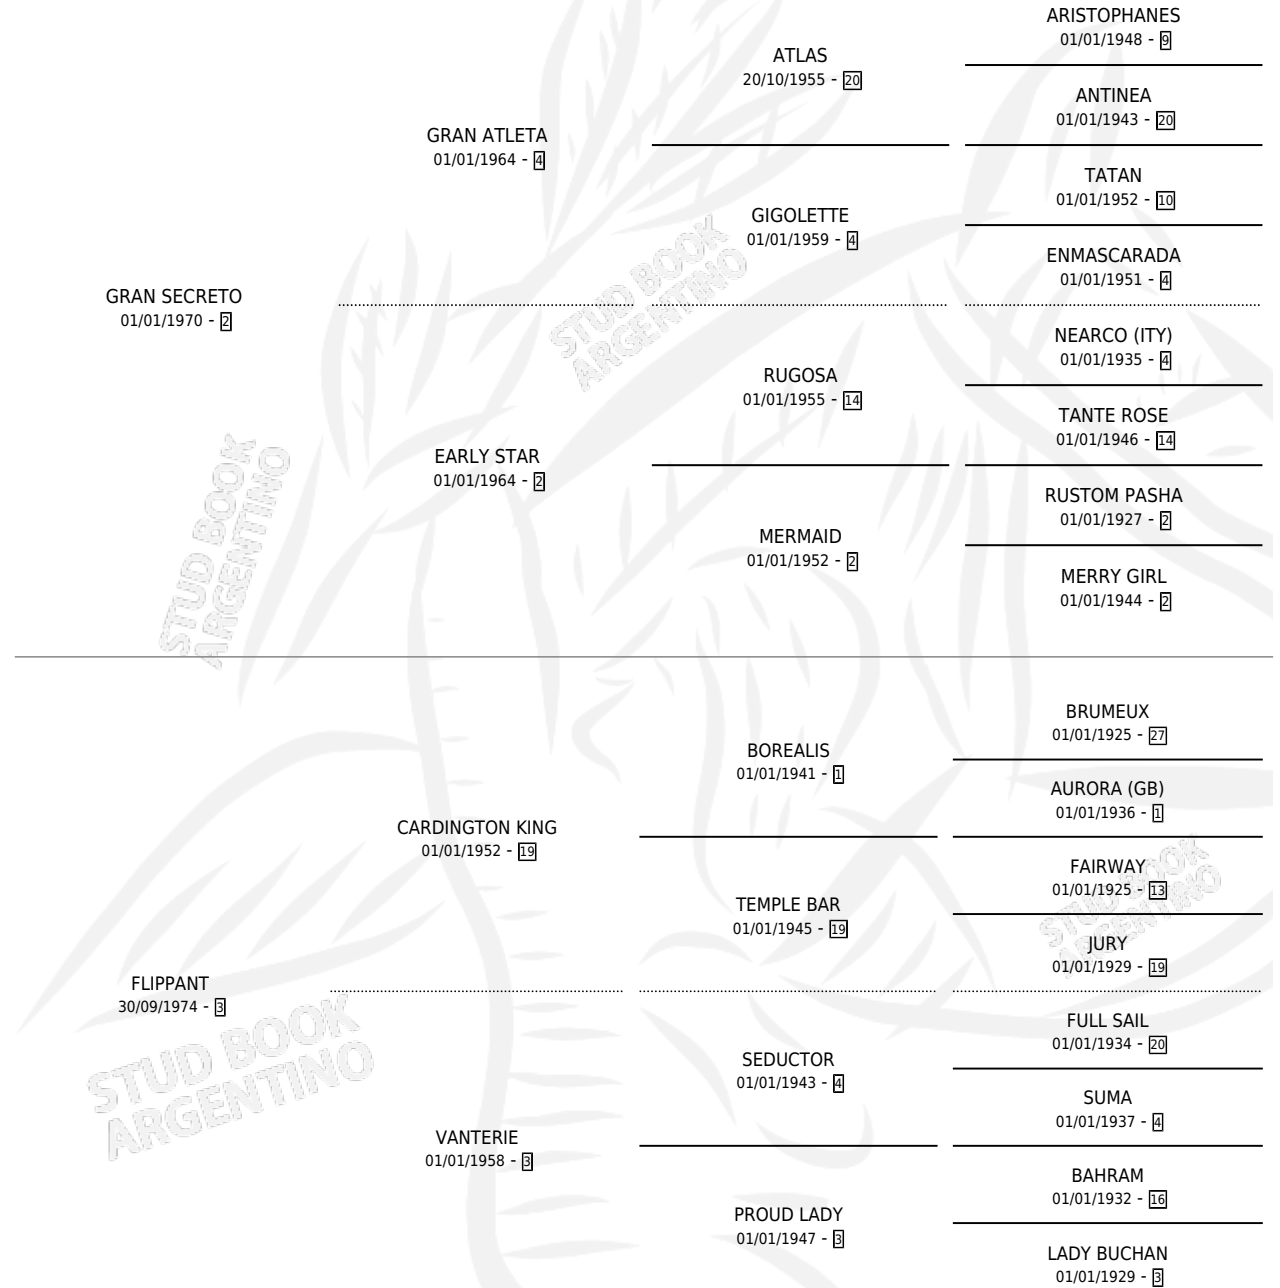 ARISTOPHANES
01/01/1948 - 9
ATLAS
20/10/1955 - 20
ANTINEA
01/01/1943 - 20
GRAN ATLETA
01/01/1964 - 4
TATAN
01/01/1952 - 10
GIGOLETTE
01/01/1959 - 4
ENMASCARADA
01/01/1951 - 4
GRAN SECRETO
01/01/1970 - 2
STUD BOOK
ARGENTINO
NEARCO (ITY)
01/01/1935 - 4
RUGOSA
01/01/1955 - 14
TANTE ROSE
01/01/1946 - 14
EARLY STAR
01/01/1964 - 2
RUSTOM PASHA
01/01/1927 - 2
MERMAID
01/01/1952 - 2
MERRY GIRL
01/01/1944 - 2
STUD BOOK
ARGENTINO
BRUMEUX
01/01/1925 - 27
BOREALIS
01/01/1941 - 1
AURORA (GB)
01/01/1936 - 1
CARDINGTON KING
01/01/1952 - 19
FAIRWAY
01/01/1925 - 13
TEMPLE BAR
01/01/1945 - 19
JURY
01/01/1929 - 19
STUD BOOK
ARGENTINO
FLIPPANT
30/09/1974 - 3
FULL SAIL
01/01/1934 - 20
SEDUCTOR
01/01/1943 - 4
SUMA
01/01/1937 - 4
VANTERIE
01/01/1958 - 3
BAHRAM
01/01/1932 - 16
PROUD LADY
01/01/1947 - 3
LADY BUCHAN
01/01/1929 - 3
STUD BOOK
ARGENTINO